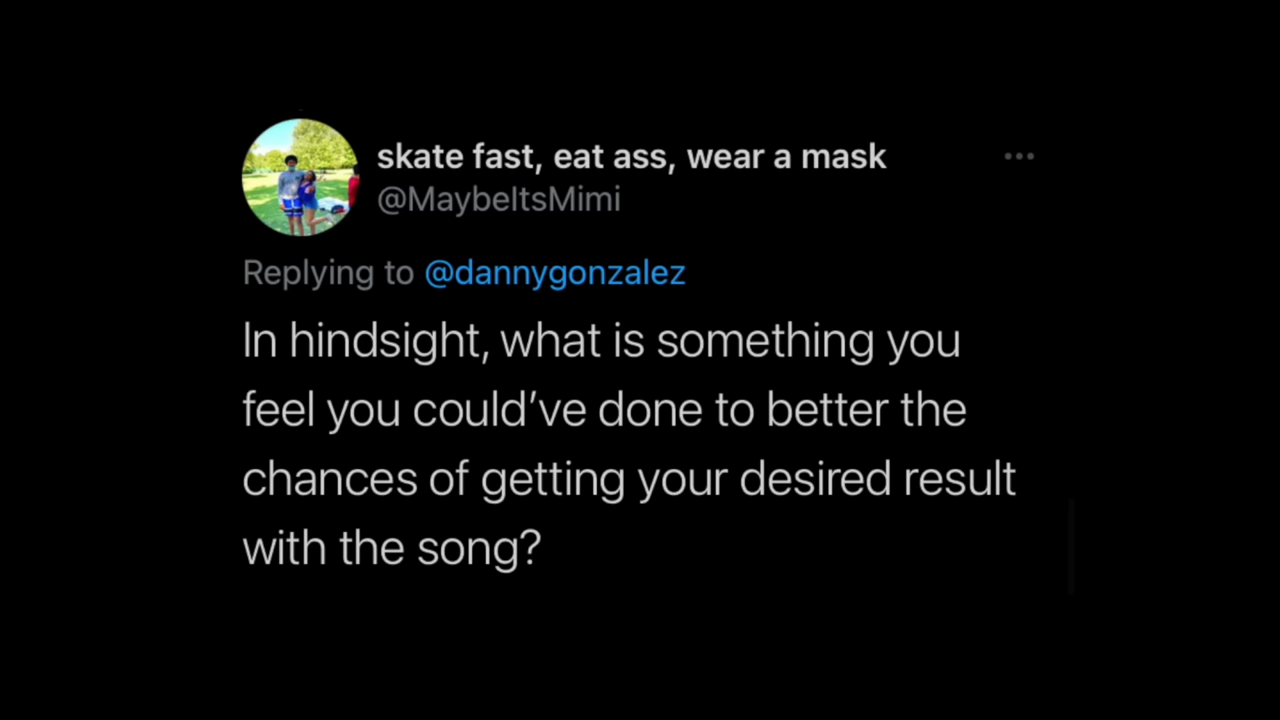 skate fast, eat ass, wear a mask
@MaybeItsMimi
Replying to @dannygonzalez
In hindsight, what is something you
feel you could've done to better the
chances of getting your desired result
with the song?